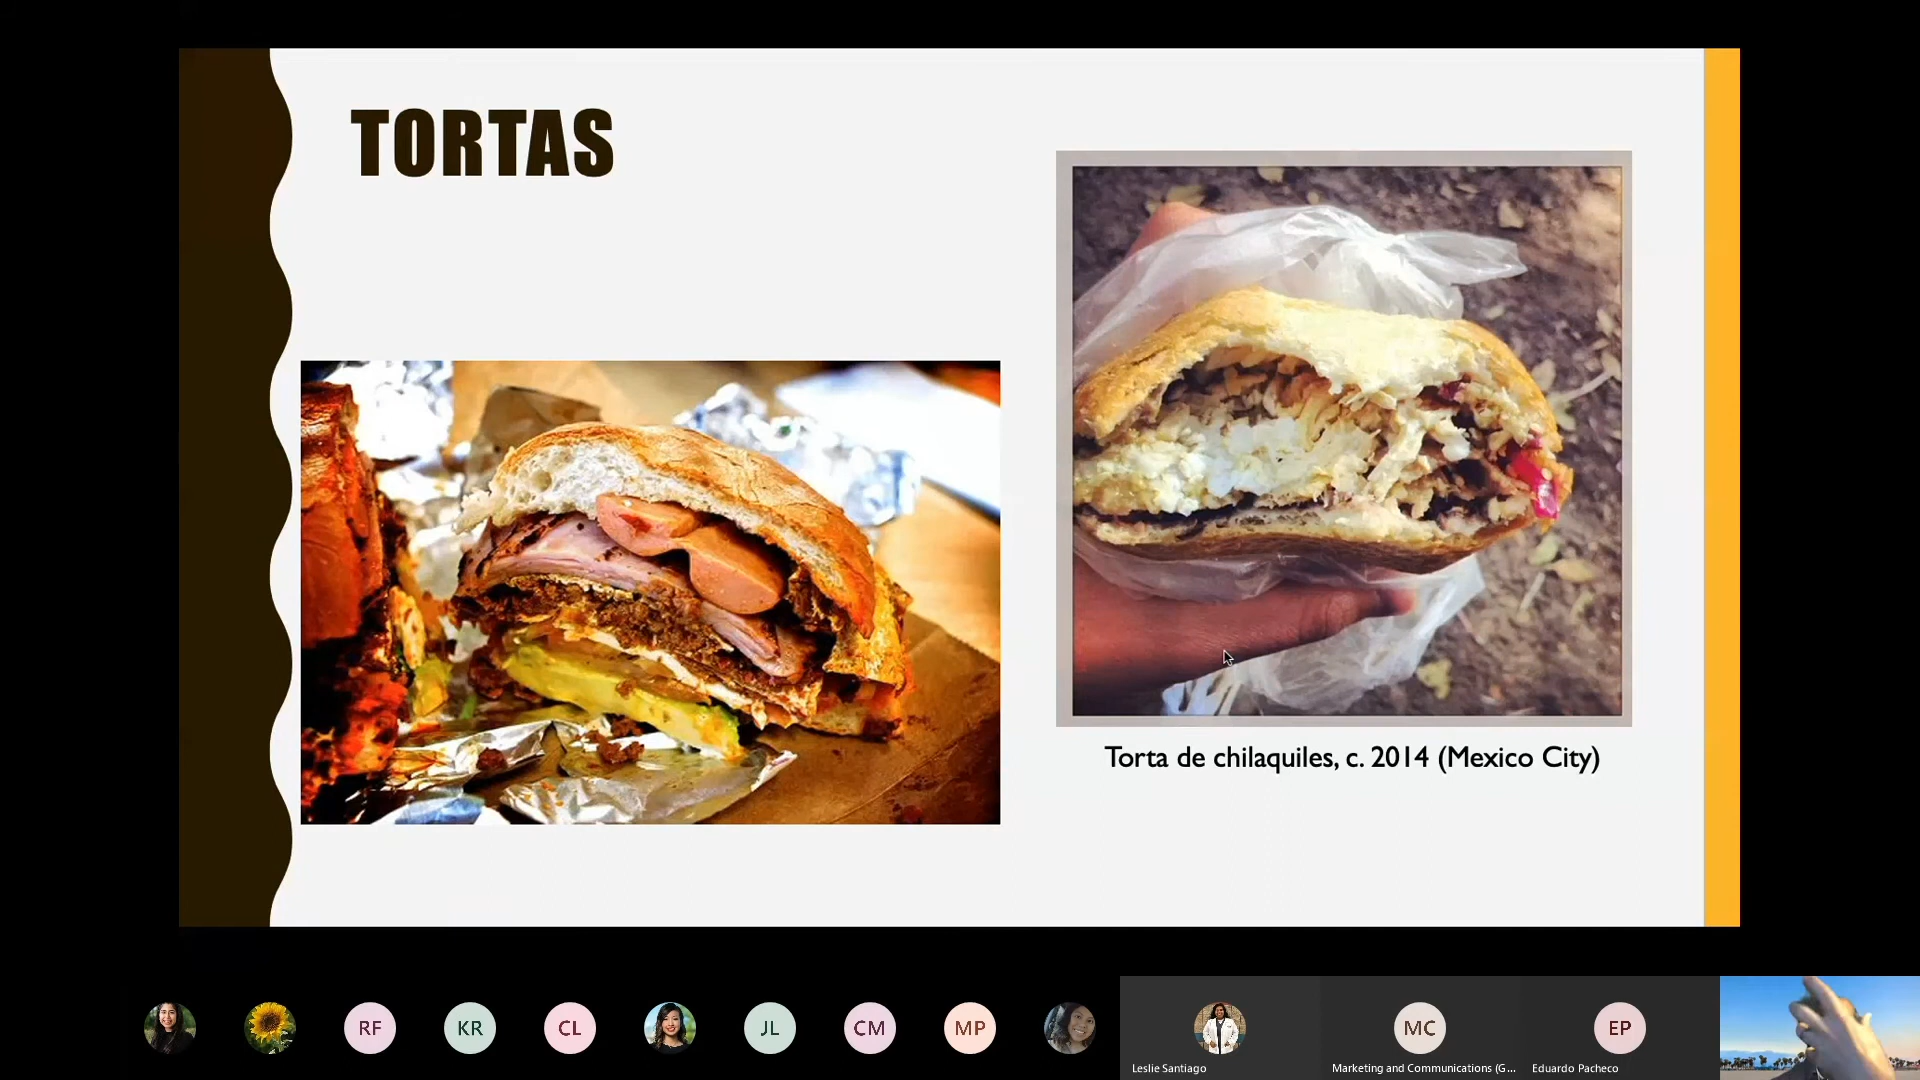 TORTAS
Torta de chilaquiles, c. 2014 (Mexico City)
RF
KR
CL
JL
CM
MP
MC
EP
Leslie Santiago
Marketing and Communications (G...
Eduardo Pacheco